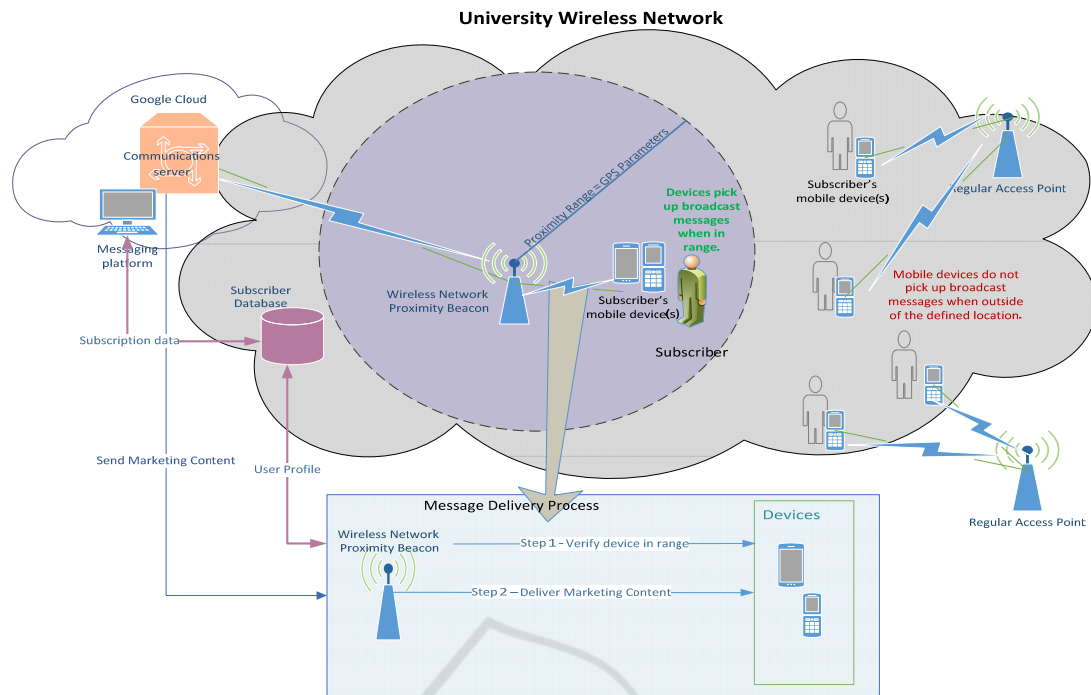 University Wireless Network
Google Cloud
Communications
server
Messaging
platform
Subscriber
Database
Subscription data
Send Marketing Content
User Profile
Proximity Range = GPS Parameters
Wireless Network
Proximity Beacon
Devices pick
up broadcast
messages
when in
range.
Subscriber's
mobile device(s)
Subscriber
Subscriber's
mobile device(s)
Regular Access Point
Mobile devices do not
pick up broadcast
messages when outside
of the defined location.
Regular Access Point
Message Delivery Process
Wireless Network
Proximity Beacon
Step 1 - Verify device in range
Step 2 – Deliver Marketing Content
Devices